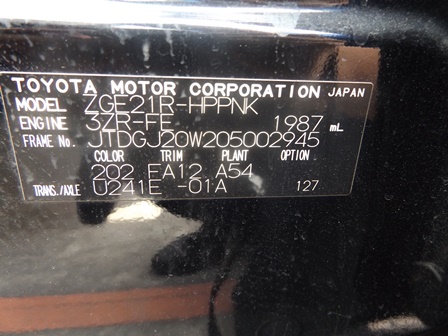 TOYOTA MOTOR CORPORATION JAPAN
MODEL ZGE21R-HPPNK
ENGINE 3ZR-FE 1987 mL
FRAME No. JTDGJ20W205002945
COLOR TRIM PLANT OPTION
202 EA12 A54
TRANS./AXLE U241E -01A 127